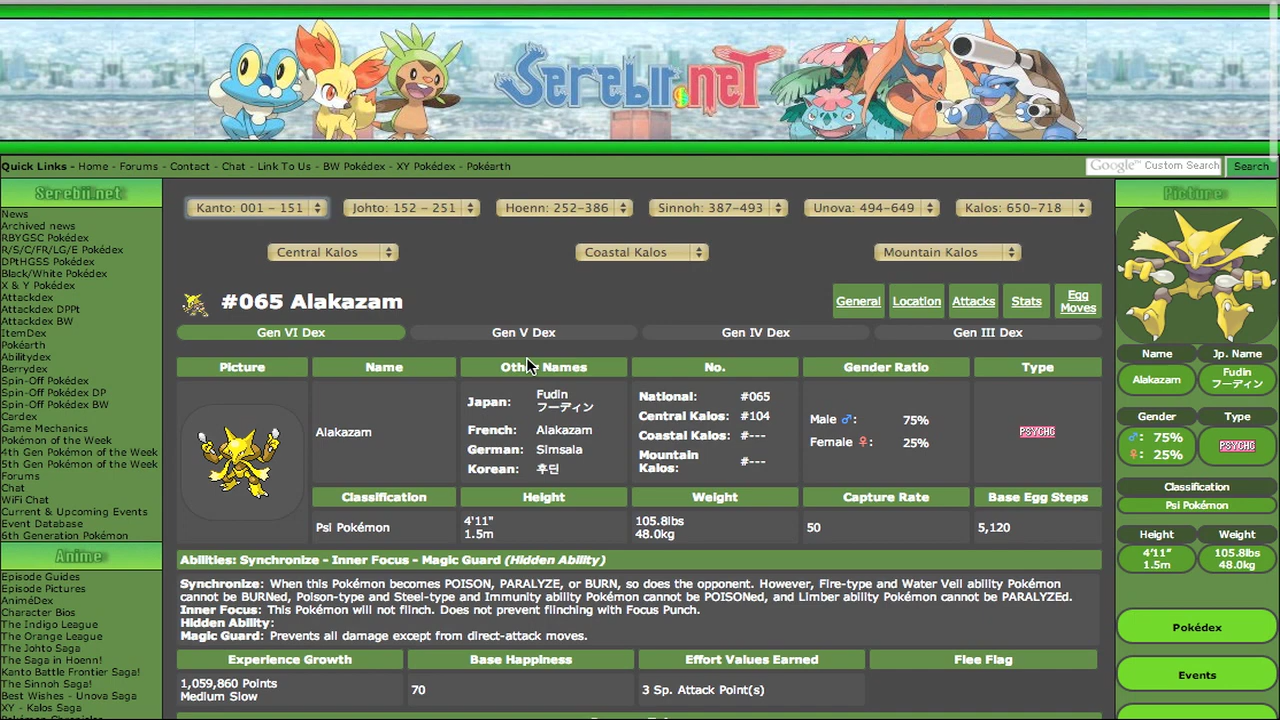 Serebii.net
Quick Links - Home - Forums - Contact - Chat - Link To Us - BW Pokédex - XY Pokédex - Pokéarth
Google™ Custom Search
Search
Serebii.net
News
Archived news
RBYGSC Pokédex
R/S/C/FR/LG/E Pokédex
DPtHGSS Pokédex
Black/White Pokédex
X & Y Pokédex
Attackdex
Attackdex DPPt
Attackdex BW
ItemDex
Pokéarth
Abilitydex
Berrydex
Spin-Off Pokédex
Spin-Off Pokédex DP
Spin-Off Pokédex BW
Cardex
Game Mechanics
Pokémon of the Week
4th Gen Pokémon of the Week
5th Gen Pokémon of the Week
Forums
Chat
WiFi Chat
Current & Upcoming Events
Event Database
6th Generation Pokémon
Anime:
Episode Guides
Episode Pictures
AniméDex
Character Bios
The Indigo League
The Orange League
The Johto Saga
The Saga in Hoenn!
Kanto Battle Frontier Saga!
The Sinnoh Saga!
Best Wishes - Unova Saga
XY - Kalos Saga
Kanto: 001 - 151
Johto: 152 - 251
Hoenn: 252-386
Sinnoh: 387-493
Unova: 494-649
Kalos: 650-718
Central Kalos
Coastal Kalos
Mountain Kalos
#065 Alakazam
General
Location
Attacks
Stats
Egg
Moves
Gen VI Dex
Gen V Dex
Gen IV Dex
Gen III Dex
Picture
Name
Other Names
No.
Gender Ratio
Type
Alakazam
Japan: Fudin
フーディン
French: Alakazam
German: Simsala
Korean: 후딘
National: #065
Central Kalos: #104
Coastal Kalos: #---
Mountain
Kalos: #---
Male ♂: 75%
Female ♀: 25%
PSYCHC
Classification
Height
Weight
Capture Rate
Base Egg Steps
Psi Pokémon
4'11"
1.5m
105.8lbs
48.0kg
50
5,120
Abilities: Synchronize - Inner Focus - Magic Guard (Hidden Ability)
Synchronize: When this Pokémon becomes POISON, PARALYZE, or BURN, so does the opponent. However, Fire-type and Water Veil ability Pokémon
cannot be BURNed, Poison-type and Steel-type and Immunity ability Pokémon cannot be POISONed, and Limber ability Pokémon cannot be PARALYZEd.
Inner Focus: This Pokémon will not flinch. Does not prevent flinching with Focus Punch.
Hidden Ability:
Magic Guard: Prevents all damage except from direct-attack moves.
Experience Growth
Base Happiness
Effort Values Earned
Flee Flag
1,059,860 Points
Medium Slow
70
3 Sp. Attack Point(s)
Picture:
Name
Jp. Name
Alakazam
Fudin
フーディン
Gender
Type
♂: 75%
♀: 25%
PSYCHC
Classification
Psi Pokémon
Height
Weight
4'11"
1.5m
105.8lbs
48.0kg
Pokédex
Events